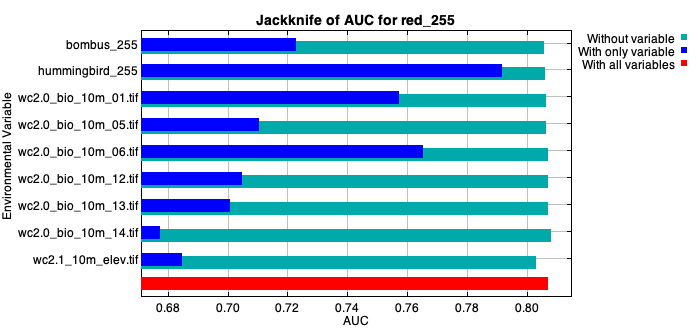 Jackknife of AUC for red_255
Without variable
With only variable
With all variables
Environmental Variable
bombus_255
hummingbird_255
wc2.0_bio_10m_01.tif
wc2.0_bio_10m_05.tif
wc2.0_bio_10m_06.tif
wc2.0_bio_10m_12.tif
wc2.0_bio_10m_13.tif
wc2.0_bio_10m_14.tif
wc2.1_10m_elev.tif
0.68 0.70 0.72 0.74 0.76 0.78 0.80
AUC